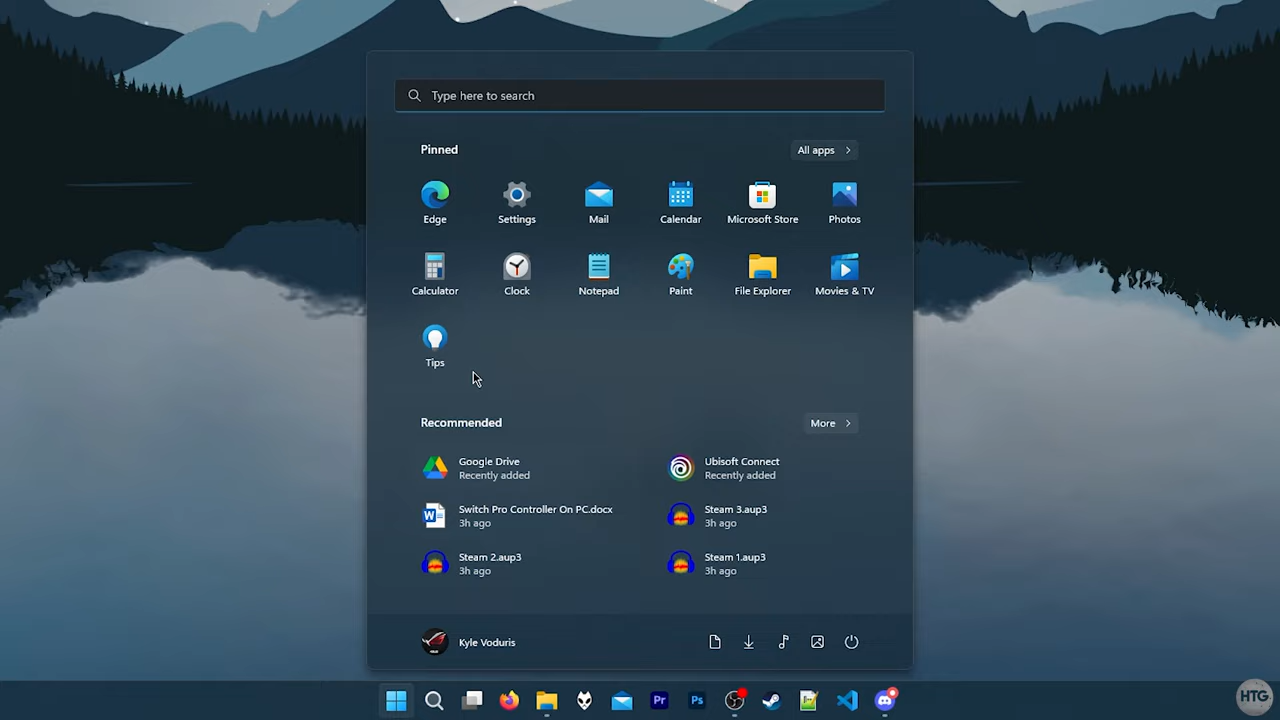 Type here to search
Pinned
All apps
Edge
Settings
Mail
Calendar
Microsoft Store
Photos
Calculator
Clock
Notepad
Paint
File Explorer
Movies & TV
Tips
Recommended
More
Google Drive
Recently added
Ubisoft Connect
Recently added
Switch Pro Controller On PC.docx
3h ago
Steam 3.aup3
3h ago
Steam 2.aup3
3h ago
Steam 1.aup3
3h ago
Kyle Voduris
Pr
Ps
HTG